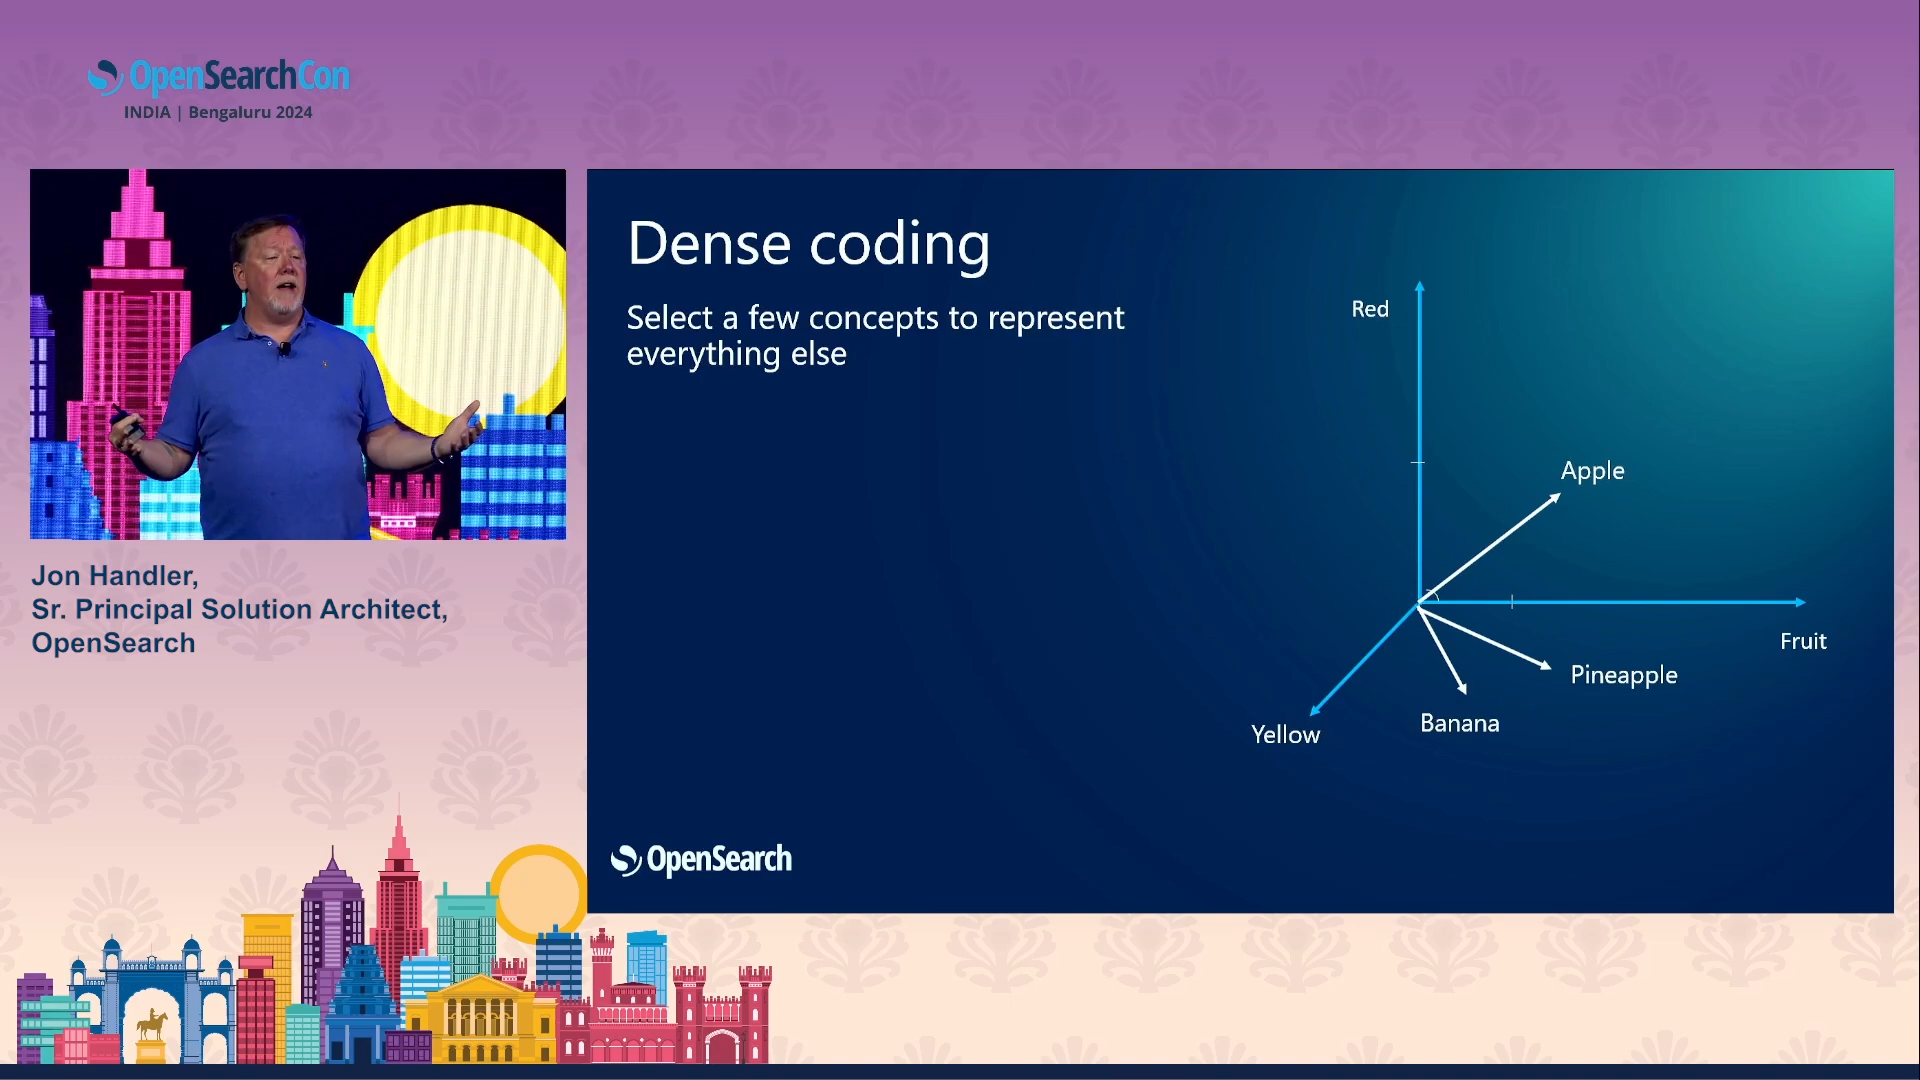 OpenSearchCon
INDIA | Bengaluru 2024
Jon Handler,
Sr. Principal Solution Architect,
OpenSearch
Dense coding
Select a few concepts to represent
everything else
Red
Apple
Fruit
Pineapple
Banana
Yellow
OpenSearch